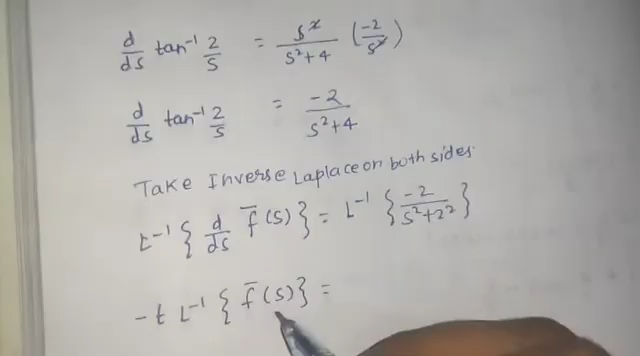 d/ds tan⁻¹ 2/s = s²/(s²+4) (-2/s²)
d/ds tan⁻¹ 2/s = -2/(s²+4)
Take Inverse Laplace on both sides.
L⁻¹ { d/ds f̄(s) } = L⁻¹ { -2/(s²+2²) }
-t L⁻¹ { f̄(s) } =